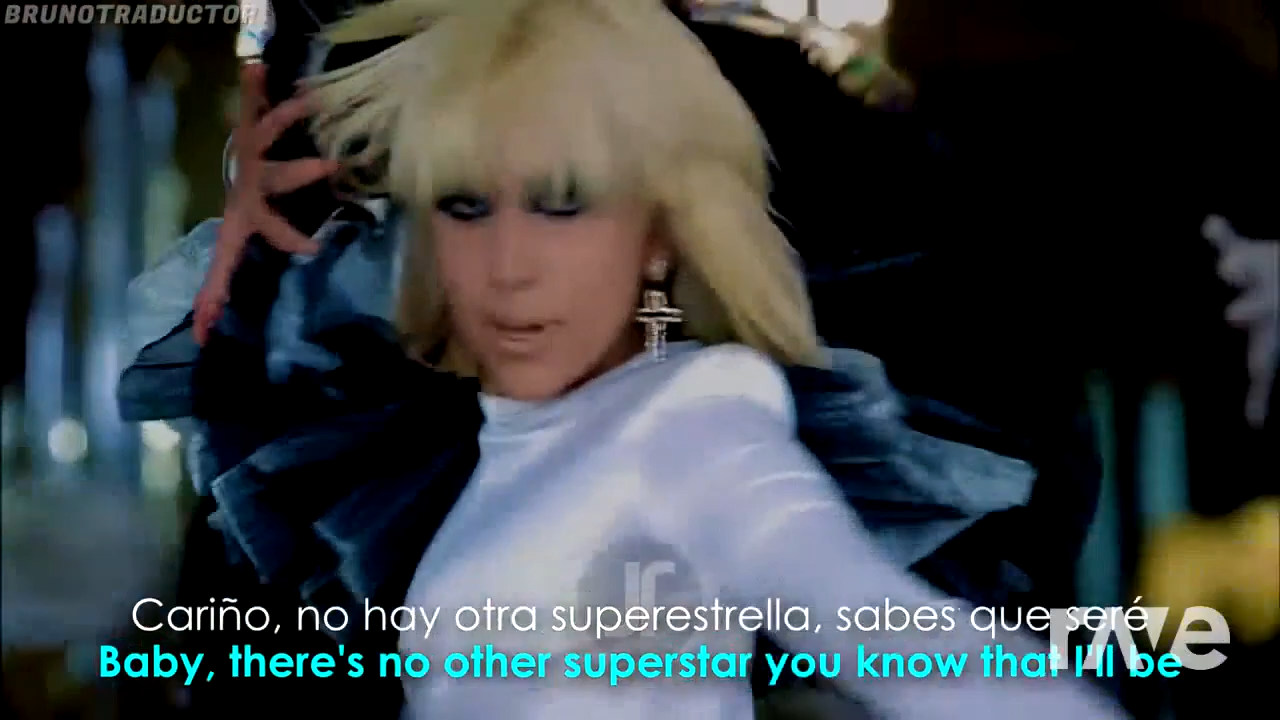 BRUNOTRADUCTOR
Cariño, no hay otra superestrella, sabes que seré
Baby, there's no other superstar you know that I'll be
rave